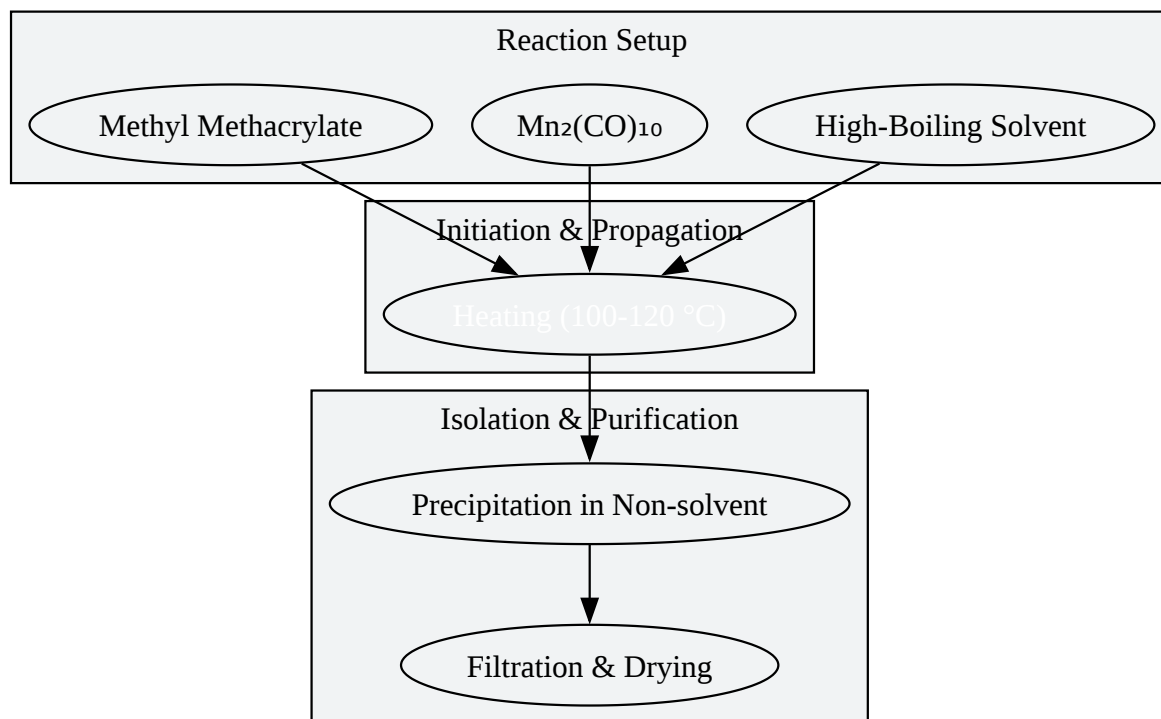 Reaction Setup
Methyl Methacrylate
Mn₂(CO)₁₀
High-Boiling Solvent
Initiation & Propagation
Heating (100-120 °C)
Isolation & Purification
Precipitation in Non-solvent
Filtration & Drying